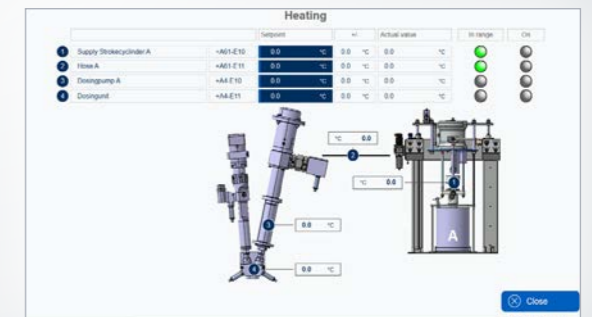 Heating
Setpoint +/- Actual value In range On
1 Supply Strokecyclinder A +A61-E10 0.0 °C 0.0 °C 0.0 °C
2 Hose A +A61-E11 0.0 °C 0.0 °C 0.0 °C
3 Dosingpump A +A4-E10 0.0 °C 0.0 °C 0.0 °C
4 Dosingunit +A4-E11 0.0 °C 0.0 °C 0.0 °C
°C 0.0
2
°C 0.0
1
3 0.0 °C
A
4 0.0 °C
Close